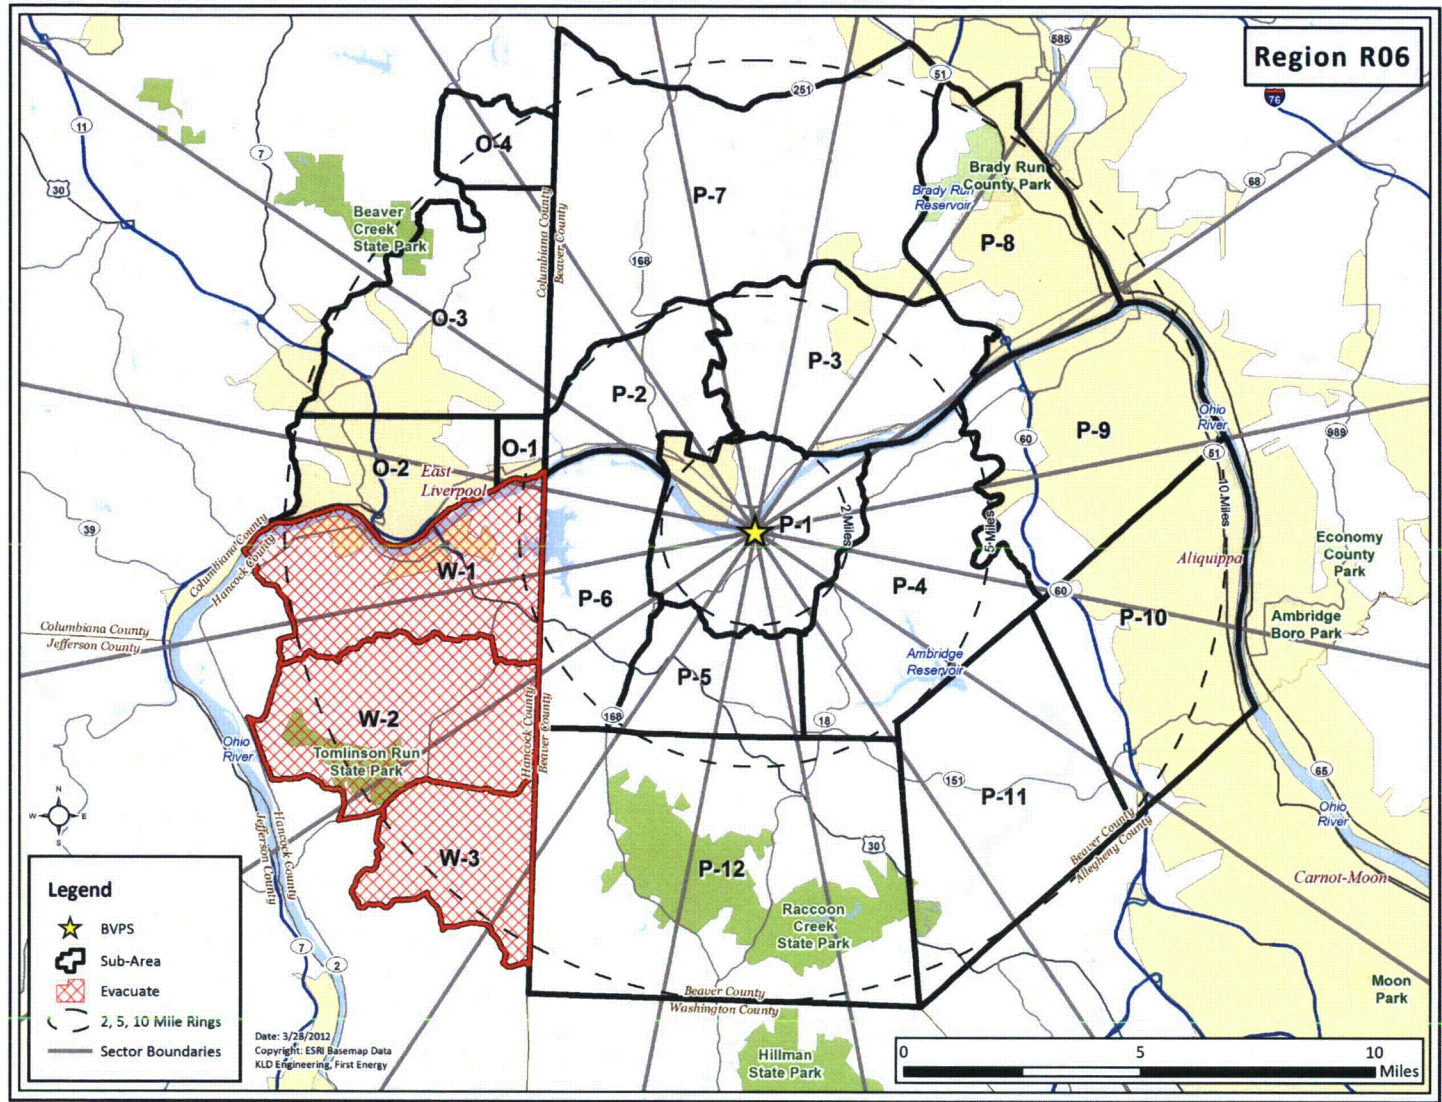 Region R06
588
51
251
76
11
7
30
O-4
Brady Run
County Park
Brady Run
Reservoir
68
P-7
Beaver
Creek
State Park
Columbiana County
Beaver County
168
P-8
O-3
P-3
P-2
Ohio
River
P-9
60
989
51
O-1
O-2
East
Liverpool
10 Miles
2 Miles
5 Miles
P-1
39
Columbiana County
Hancock County
Economy
County
Park
Aliquippa
W-1
P-4
P-6
60
P-10
Ambridge
Boro Park
Columbiana County
Jefferson County
Ambridge
Reservoir
P-5
Hancock County
Beaver County
W-2
168
18
Ohio
River
Tomlinson Run
State Park
65
151
P-11
Ohio
River
N
W
E
S
Hancock County
Jefferson County
Beaver County
Allegheny County
30
W-3
P-12
Carnot-Moon
Raccoon
Creek
State Park
7
2
Moon
Park
Beaver County
Washington County
Hillman
State Park
Legend
BVPS
Sub-Area
Evacuate
2, 5, 10 Mile Rings
Sector Boundaries
Date: 3/28/2012
Copyright: ESRI Basemap Data
KLD Engineering, First Energy
0
5
10
Miles